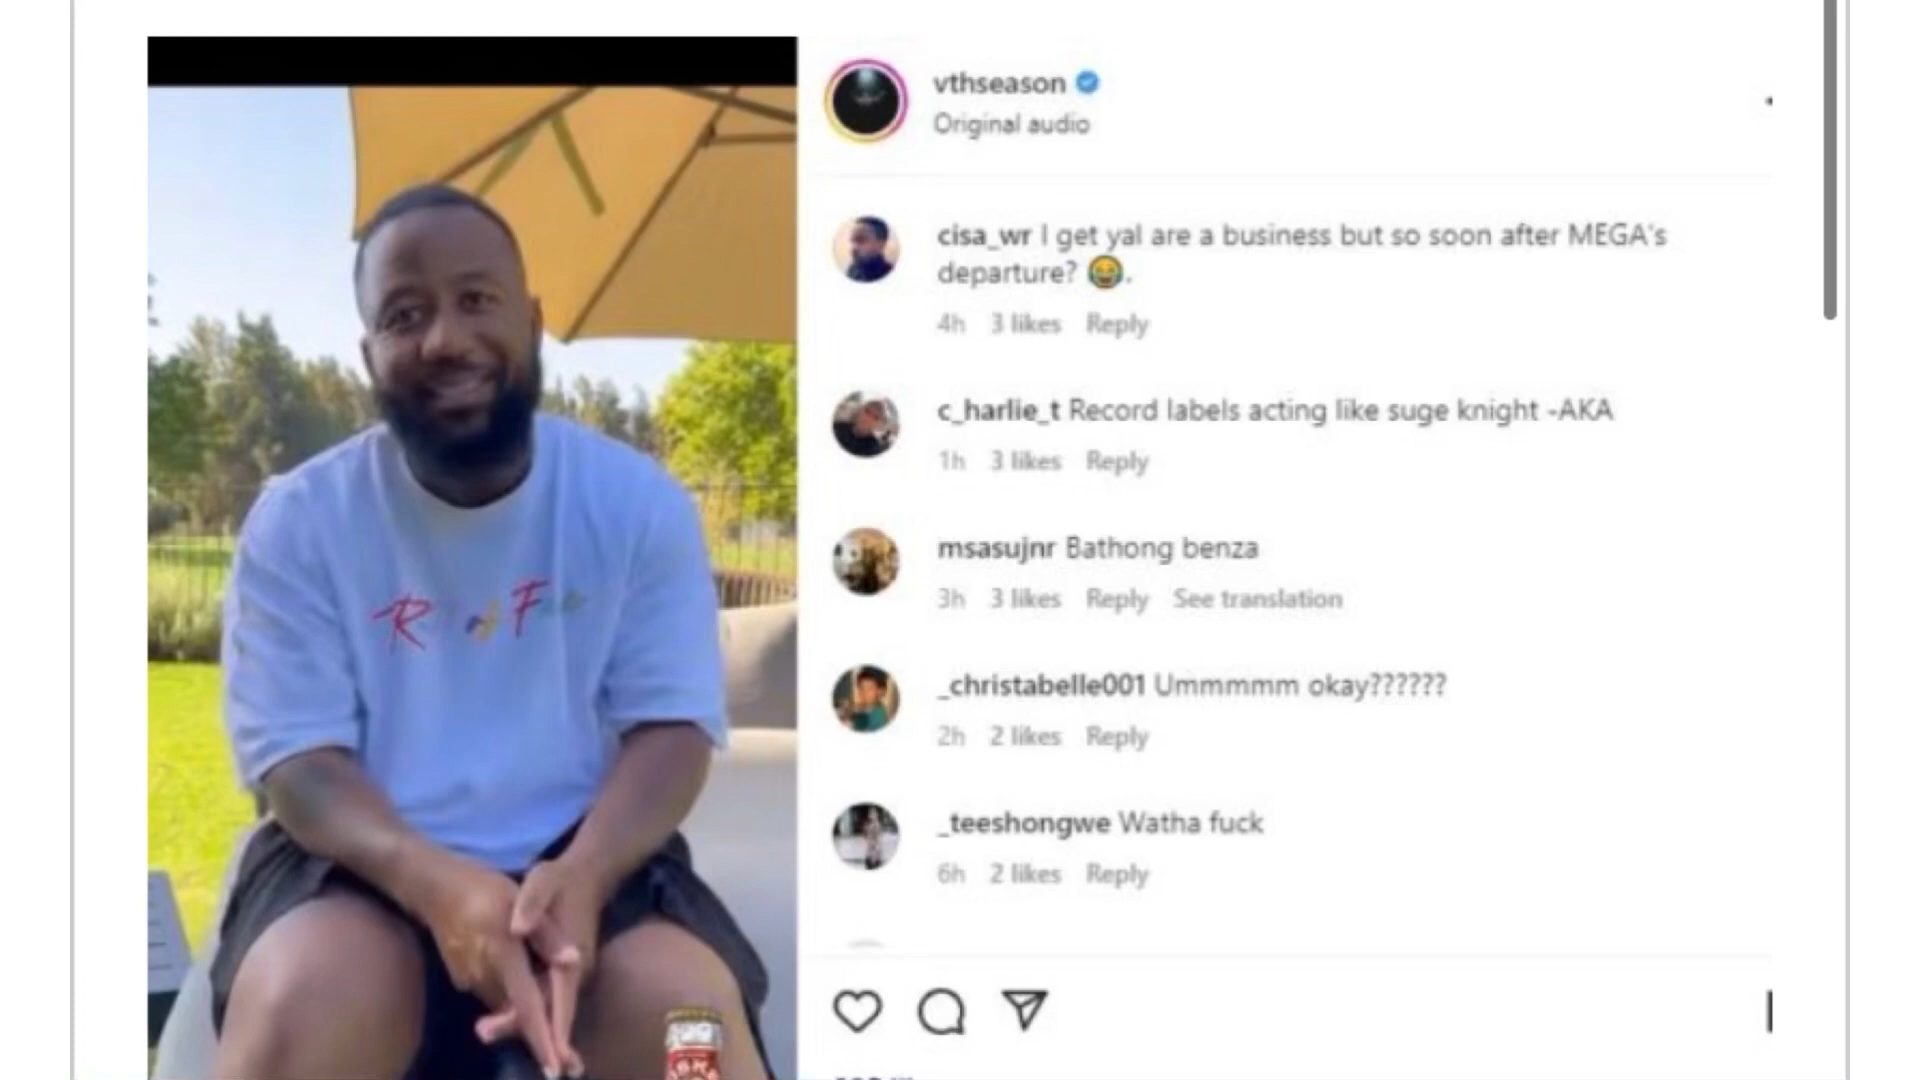 vthseason
Original audio
cisa_wr I get yal are a business but so soon after MEGA's
departure? 😂.
4h 3 likes Reply
c_harlie_t Record labels acting like suge knight -AKA
1h 3 likes Reply
msasujnr Bathong benza
3h 3 likes Reply See translation
_christabelle001 Ummmmm okay??????
2h 2 likes Reply
_teeshongwe Watha fuck
6h 2 likes Reply